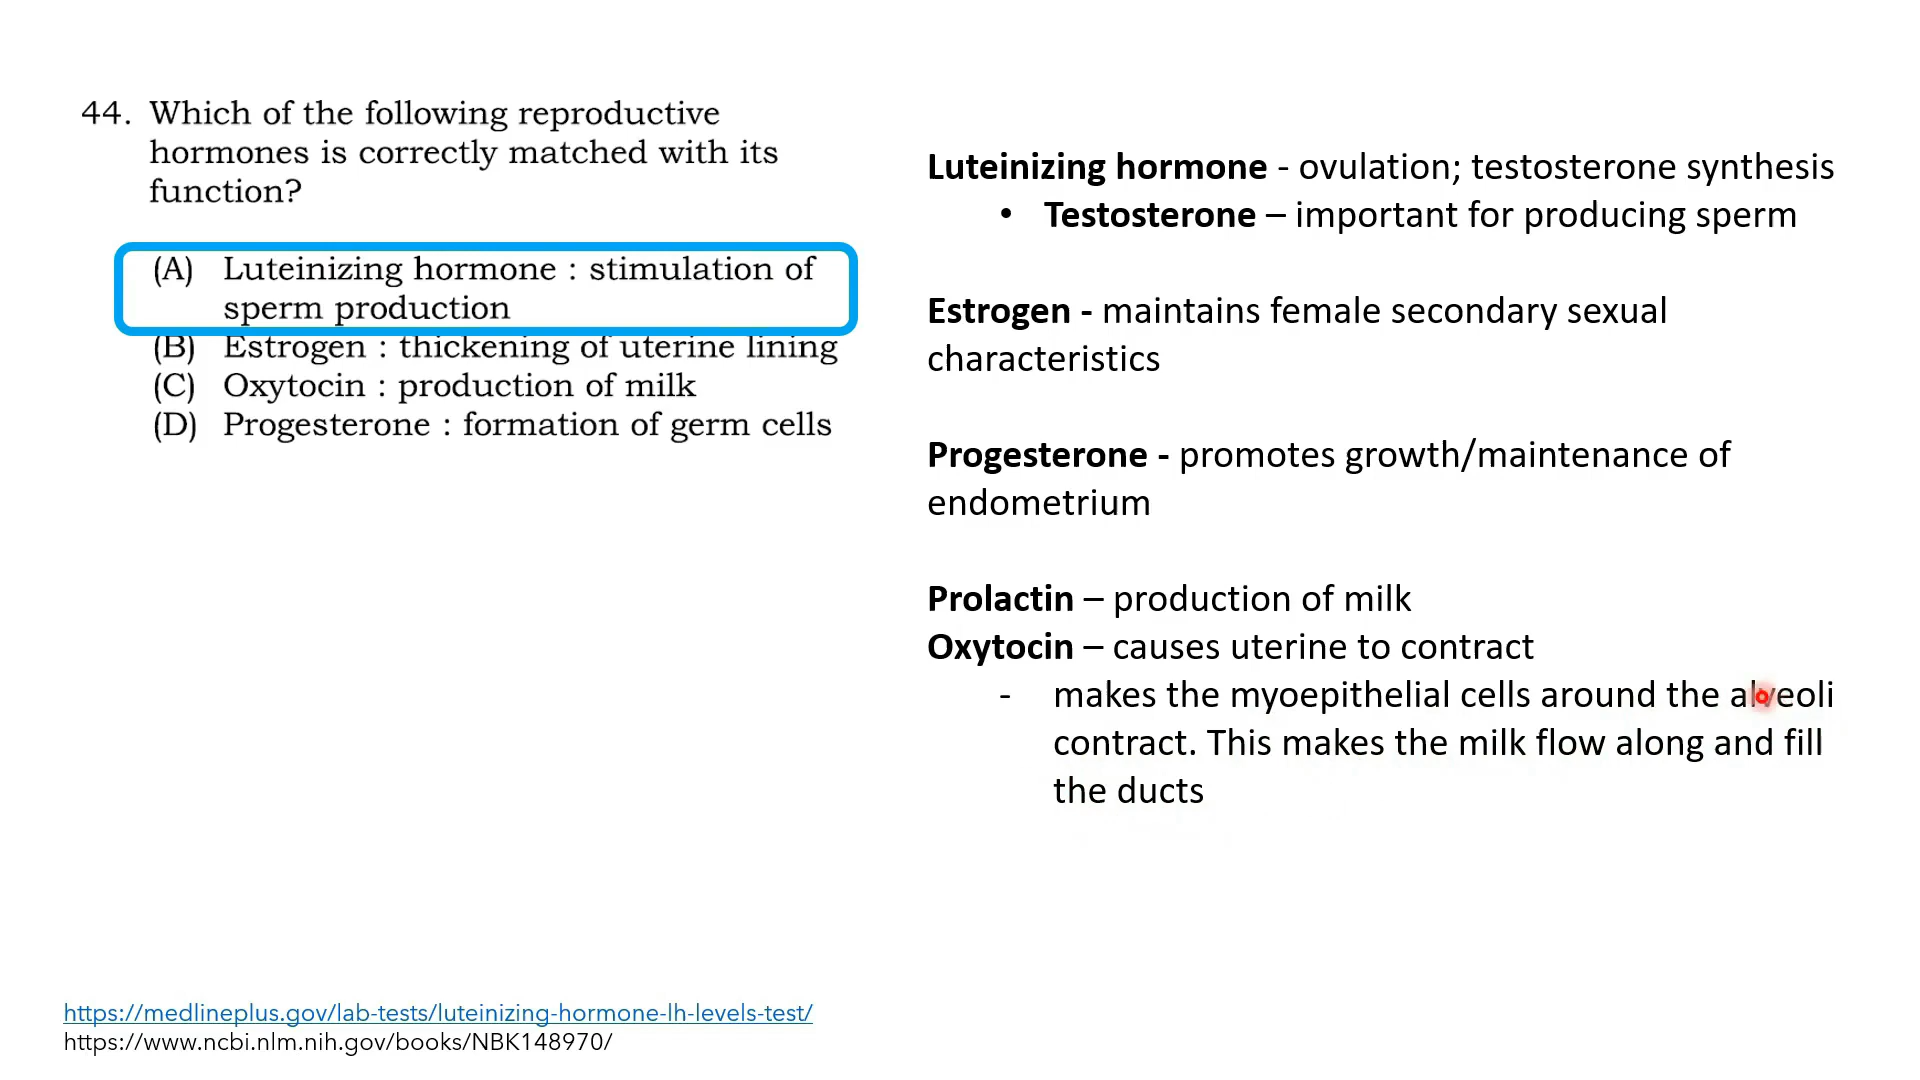 44. Which of the following reproductive
hormones is correctly matched with its
function?
(A) Luteinizing hormone : stimulation of
sperm production
(B) Estrogen : thickening of uterine lining
(C) Oxytocin : production of milk
(D) Progesterone : formation of germ cells
Luteinizing hormone - ovulation; testosterone synthesis
• Testosterone – important for producing sperm
Estrogen - maintains female secondary sexual
characteristics
Progesterone - promotes growth/maintenance of
endometrium
Prolactin – production of milk
Oxytocin – causes uterine to contract
- makes the myoepithelial cells around the alveoli
contract. This makes the milk flow along and fill
the ducts
https://medlineplus.gov/lab-tests/luteinizing-hormone-lh-levels-test/
https://www.ncbi.nlm.nih.gov/books/NBK148970/